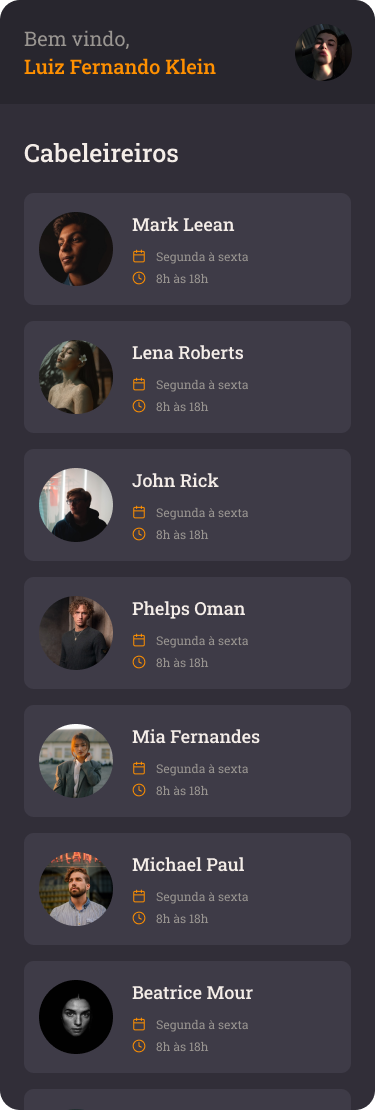 Bem vindo,
Luiz Fernando Klein
Cabeleireiros
Mark Leean
Segunda à sexta
8h às 18h
Lena Roberts
Segunda à sexta
8h às 18h
John Rick
Segunda à sexta
8h às 18h
Phelps Oman
Segunda à sexta
8h às 18h
Mia Fernandes
Segunda à sexta
8h às 18h
Michael Paul
Segunda à sexta
8h às 18h
Beatrice Mour
Segunda à sexta
8h às 18h